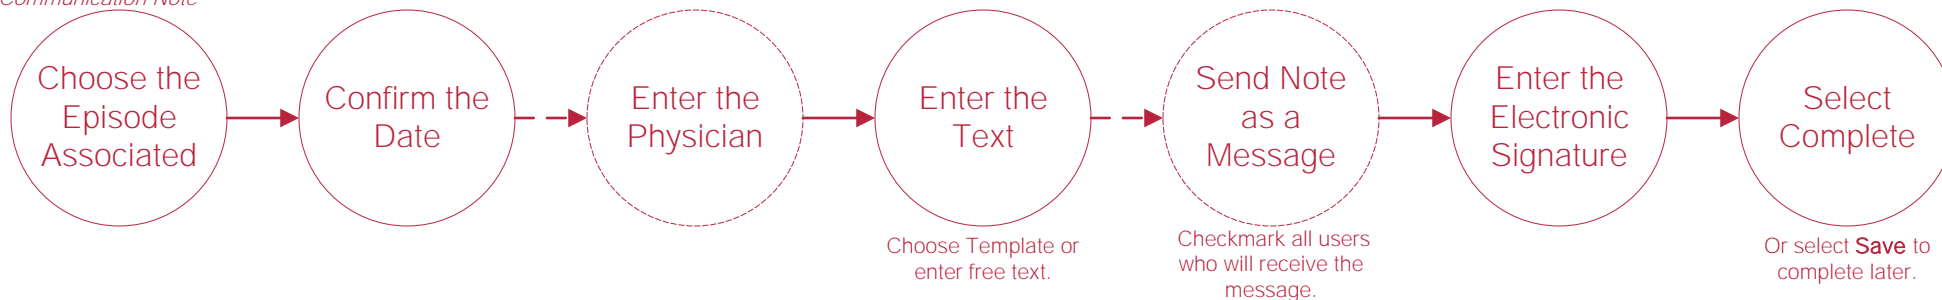 Communication Note
Choose the
Episode
Associated
Confirm the
Date
Enter the
Physician
Enter the
Text
Choose Template or
enter free text.
Send Note
as a
Message
Checkmark all users
who will receive the
message.
Enter the
Electronic
Signature
Select
Complete
Or select Save to
complete later.